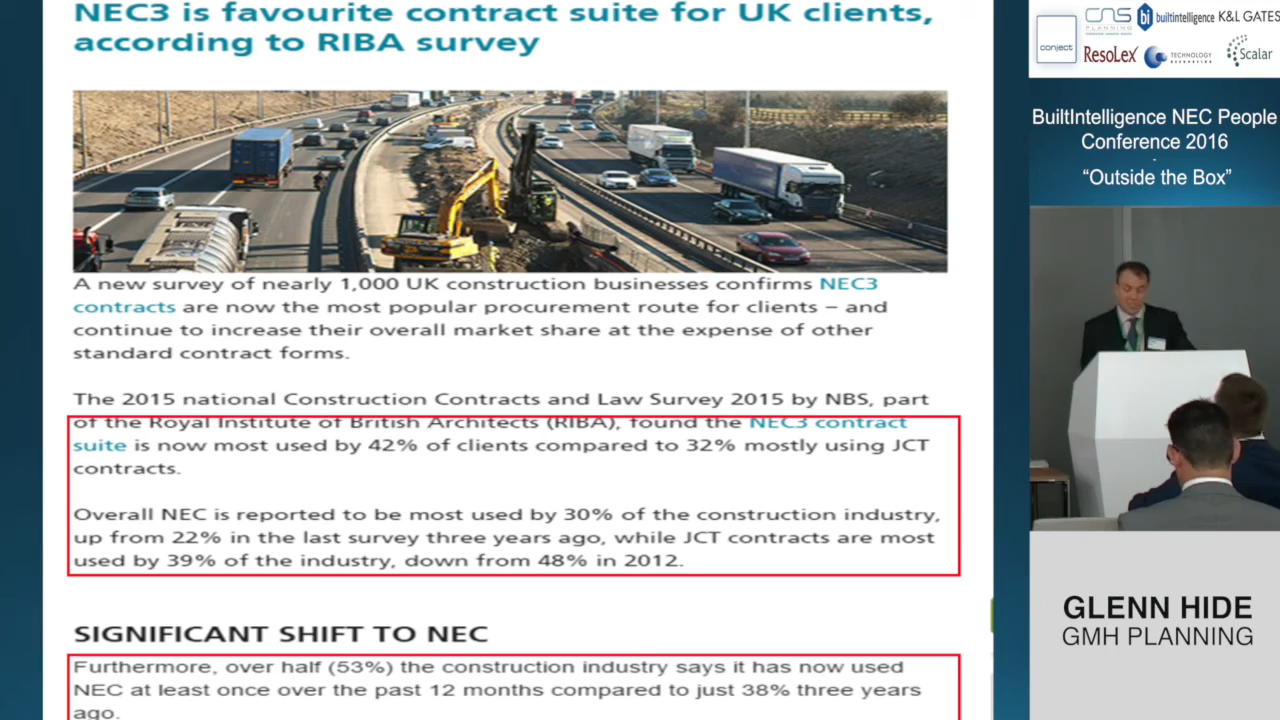 NEC3 is favourite contract suite for UK clients,
according to RIBA survey
A new survey of nearly 1,000 UK construction businesses confirms NEC3
contracts are now the most popular procurement route for clients – and
continue to increase their overall market share at the expense of other
standard contract forms.
The 2015 national Construction Contracts and Law Survey 2015 by NBS, part
of the Royal Institute of British Architects (RIBA), found the NEC3 contract
suite is now most used by 42% of clients compared to 32% mostly using JCT
contracts.
Overall NEC is reported to be most used by 30% of the construction industry,
up from 22% in the last survey three years ago, while JCT contracts are most
used by 39% of the industry, down from 48% in 2012.
SIGNIFICANT SHIFT TO NEC
Furthermore, over half (53%) the construction industry says it has now used
NEC at least once over the past 12 months compared to just 38% three years
ago.
conject
CNS
PLANNING
bi builtintelligence
K&L GATES
ResoLex
TECHNOLOGY
Scalar
BuiltIntelligence NEC People
Conference 2016
-
“Outside the Box”
GLENN HIDE
GMH PLANNING